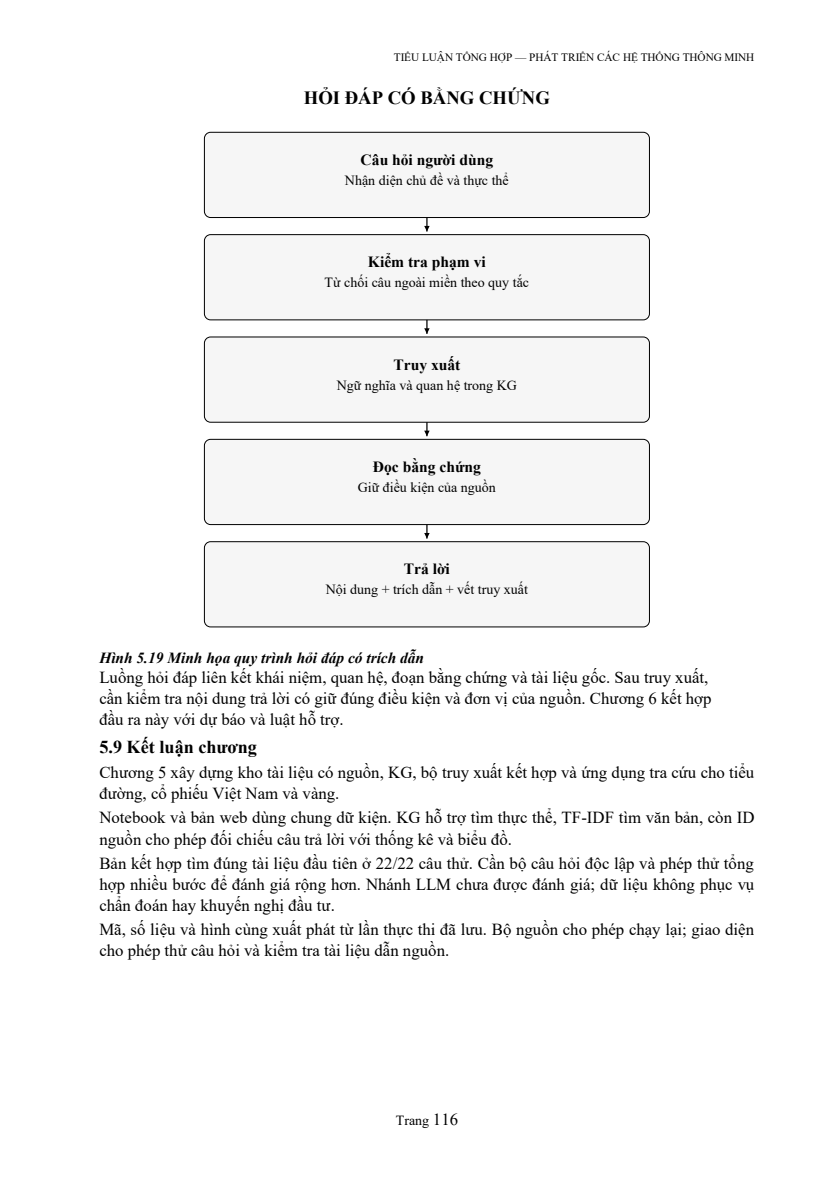 TIỂU LUẬN TỔNG HỢP — PHÁT TRIỂN CÁC HỆ THỐNG THÔNG MINH
HỎI ĐÁP CÓ BẰNG CHỨNG
Câu hỏi người dùng
Nhận diện chủ đề và thực thể
Kiểm tra phạm vi
Từ chối câu ngoài miền theo quy tắc
Truy xuất
Ngữ nghĩa và quan hệ trong KG
Đọc bằng chứng
Giữ điều kiện của nguồn
Trả lời
Nội dung + trích dẫn + vết truy xuất
Hình 5.19 Minh họa quy trình hỏi đáp có trích dẫn
Luồng hỏi đáp liên kết khái niệm, quan hệ, đoạn bằng chứng và tài liệu gốc. Sau truy xuất,
cần kiểm tra nội dung trả lời có giữ đúng điều kiện và đơn vị của nguồn. Chương 6 kết hợp
đầu ra này với dự báo và luật hỗ trợ.
5.9 Kết luận chương
Chương 5 xây dựng kho tài liệu có nguồn, KG, bộ truy xuất kết hợp và ứng dụng tra cứu cho tiểu
đường, cổ phiếu Việt Nam và vàng.
Notebook và bản web dùng chung dữ kiện. KG hỗ trợ tìm thực thể, TF-IDF tìm văn bản, còn ID
nguồn cho phép đối chiếu câu trả lời với thống kê và biểu đồ.
Bản kết hợp tìm đúng tài liệu đầu tiên ở 22/22 câu thử. Cần bộ câu hỏi độc lập và phép thử tổng
hợp nhiều bước để đánh giá rộng hơn. Nhánh LLM chưa được đánh giá; dữ liệu không phục vụ
chẩn đoán hay khuyến nghị đầu tư.
Mã, số liệu và hình cùng xuất phát từ lần thực thi đã lưu. Bộ nguồn cho phép chạy lại; giao diện
cho phép thử câu hỏi và kiểm tra tài liệu dẫn nguồn.
Trang 116